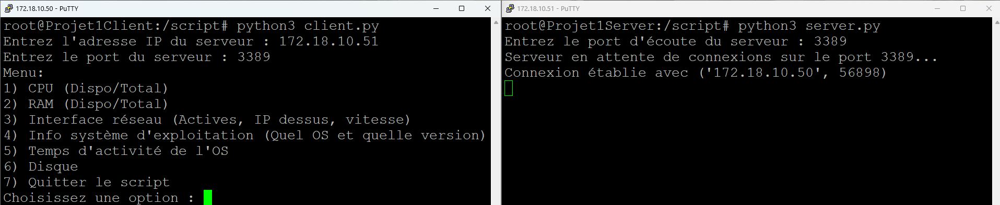 172.18.10.50 - PuTTY
root@Projet1Client:/script# python3 client.py
Entrez l'adresse IP du serveur : 172.18.10.51
Entrez le port du serveur : 3389
Menu:
1) CPU (Dispo/Total)
2) RAM (Dispo/Total)
3) Interface réseau (Actives, IP dessus, vitesse)
4) Info système d'exploitation (Quel OS et quelle version)
5) Temps d'activité de l'OS
6) Disque
7) Quitter le script
Choisissez une option :
172.18.10.51 - PuTTY
root@Projet1Server:/script# python3 server.py
Entrez le port d'écoute du serveur : 3389
Serveur en attente de connexions sur le port 3389...
Connexion établie avec ('172.18.10.50', 56898)